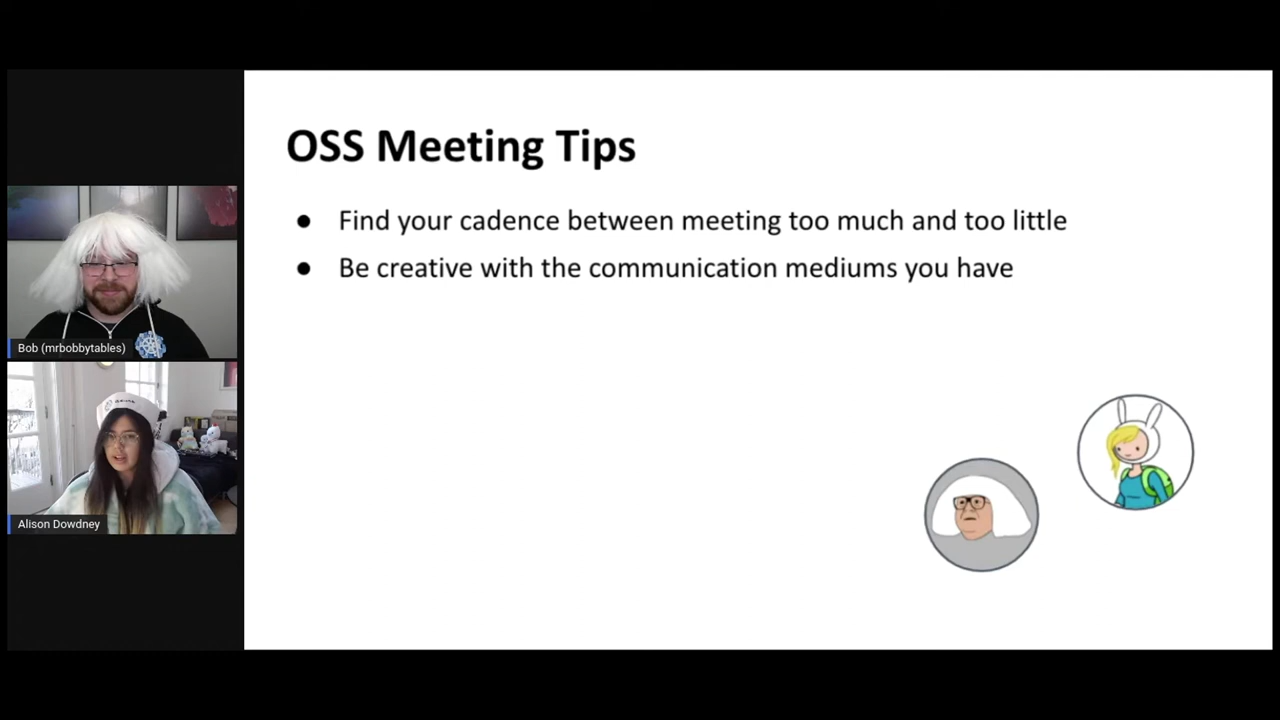 OSS Meeting Tips
● Find your cadence between meeting too much and too little
● Be creative with the communication mediums you have
Bob (mrbobbytables)
Alison Dowdney